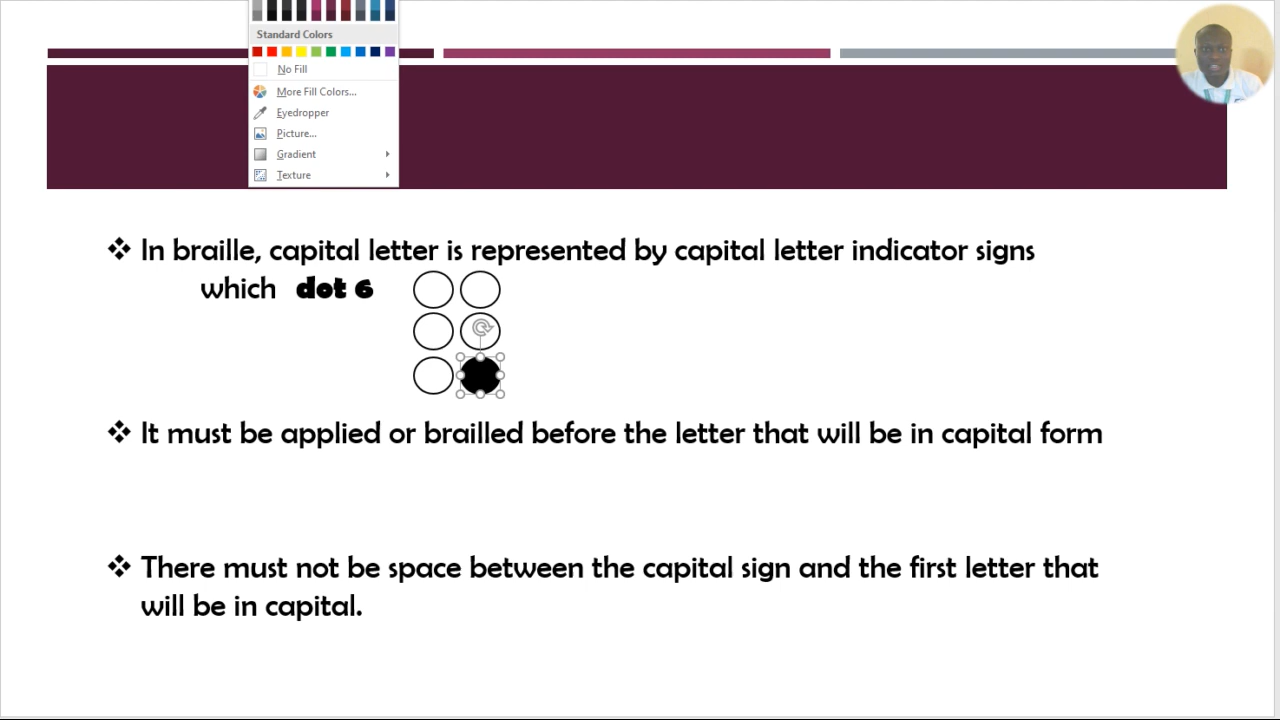 Standard Colors
No Fill
More Fill Colors...
Eyedropper
Picture...
Gradient
Texture
❖ In braille, capital letter is represented by capital letter indicator signs
which dot 6
❖ It must be applied or brailled before the letter that will be in capital form
❖ There must not be space between the capital sign and the first letter that
will be in capital.